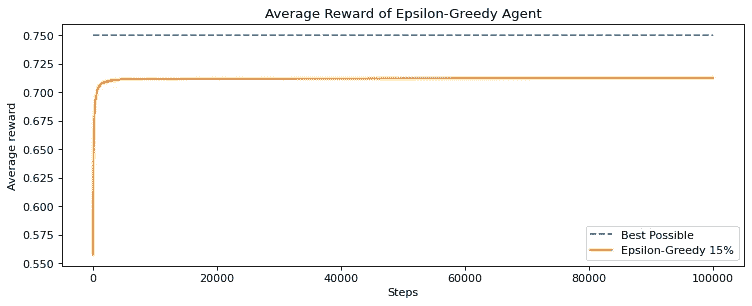 Average Reward of Epsilon-Greedy Agent
Average reward
0.750
0.725
0.700
0.675
0.650
0.625
0.600
0.575
0.550
Best Possible
Epsilon-Greedy 15%
0 20000 40000 60000 80000 100000
Steps